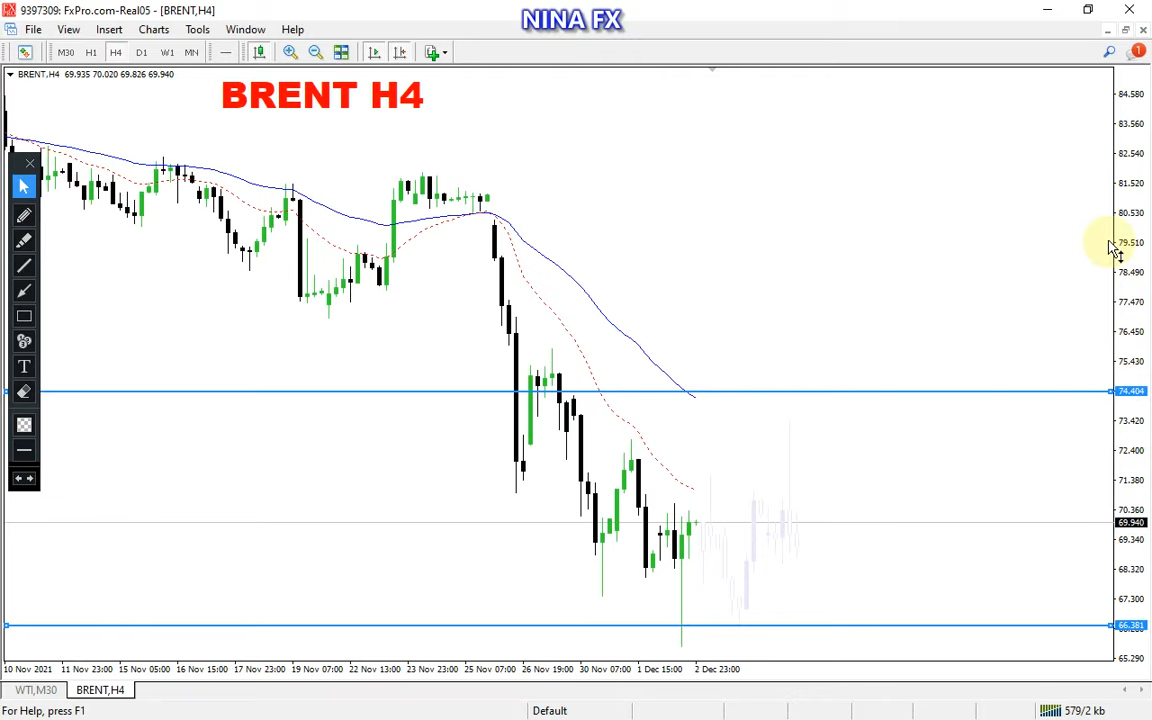 9397309: FxPro.com-Real05 - [BRENT,H4]
NINA FX
File View Insert Charts Tools Window Help
M30 H1 H4 D1 W1 MN
1
BRENT,H4 69.935 70.020 69.826 69.940
BRENT H4
84.580
83.560
82.540
81.520
80.530
79.510
78.490
77.470
76.450
75.430
74.404
73.420
72.400
71.380
70.360
69.940
69.340
68.320
67.300
66.381
65.290
T
10 Nov 2021 11 Nov 23:00 15 Nov 05:00 16 Nov 15:00 17 Nov 23:00 19 Nov 07:00 22 Nov 13:00 23 Nov 23:00 25 Nov 07:00 26 Nov 19:00 30 Nov 07:00 1 Dec 15:00 2 Dec 23:00
WTI,M30 BRENT,H4
For Help, press F1 Default 579/2 kb